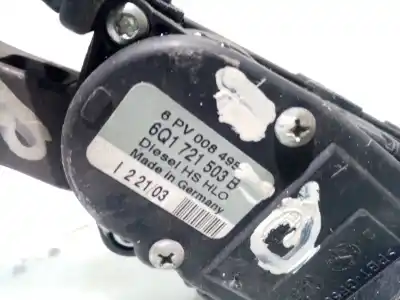 6 PV 008 495
6Q1 721 503 B
Diesel HS HLO
Made in Germany
I 2 21/03